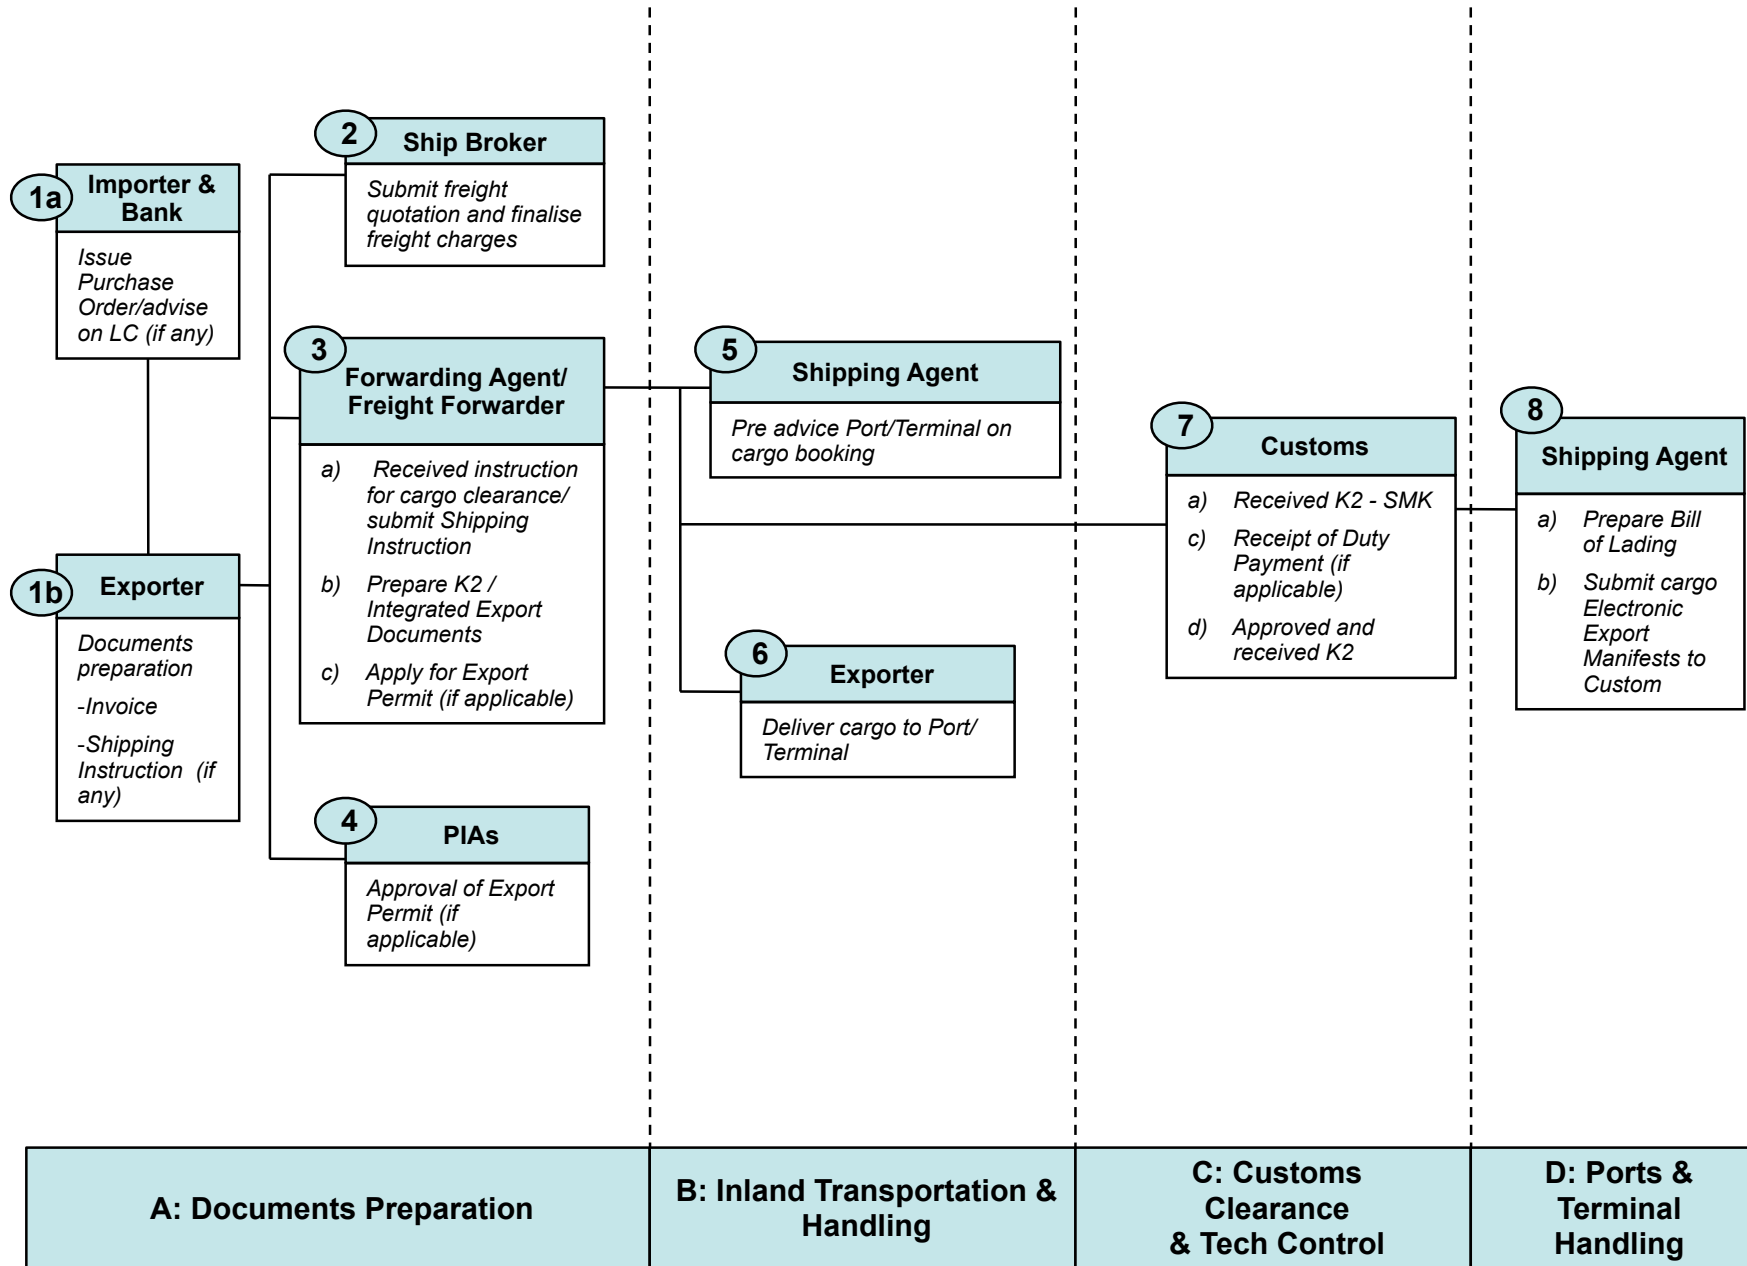 1a
Importer &
Bank
Issue
Purchase
Order/advise
on LC (if any)
1b
Exporter
Documents
preparation
-Invoice
-Shipping
Instruction (if
any)
2
Ship Broker
Submit freight
quotation and finalise
freight charges
3
Forwarding Agent/
Freight Forwarder
a) Received instruction
for cargo clearance/
submit Shipping
Instruction
b) Prepare K2 /
Integrated Export
Documents
c) Apply for Export
Permit (if applicable)
4
PIAs
Approval of Export
Permit (if
applicable)
5
Shipping Agent
Pre advice Port/Terminal on
cargo booking
6
Exporter
Deliver cargo to Port/
Terminal
7
Customs
a) Received K2 - SMK
c) Receipt of Duty
Payment (if
applicable)
d) Approved and
received K2
8
Shipping Agent
a) Prepare Bill
of Lading
b) Submit cargo
Electronic
Export
Manifests to
Custom
A: Documents Preparation
B: Inland Transportation &
Handling
C: Customs
Clearance
& Tech Control
D: Ports &
Terminal
Handling